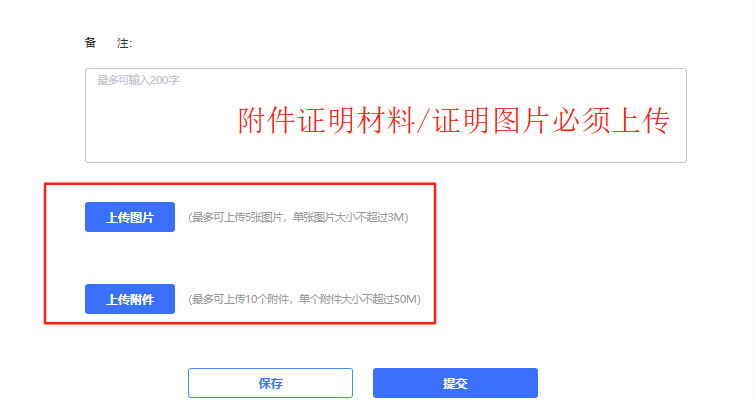 备 注:
最多可输入200字
附件证明材料/证明图片必须上传
上传图片 (最多可上传5张图片，单张图片大小不超过3M)
上传附件 (最多可上传10个附件，单个附件大小不超过50M)
保存 提交